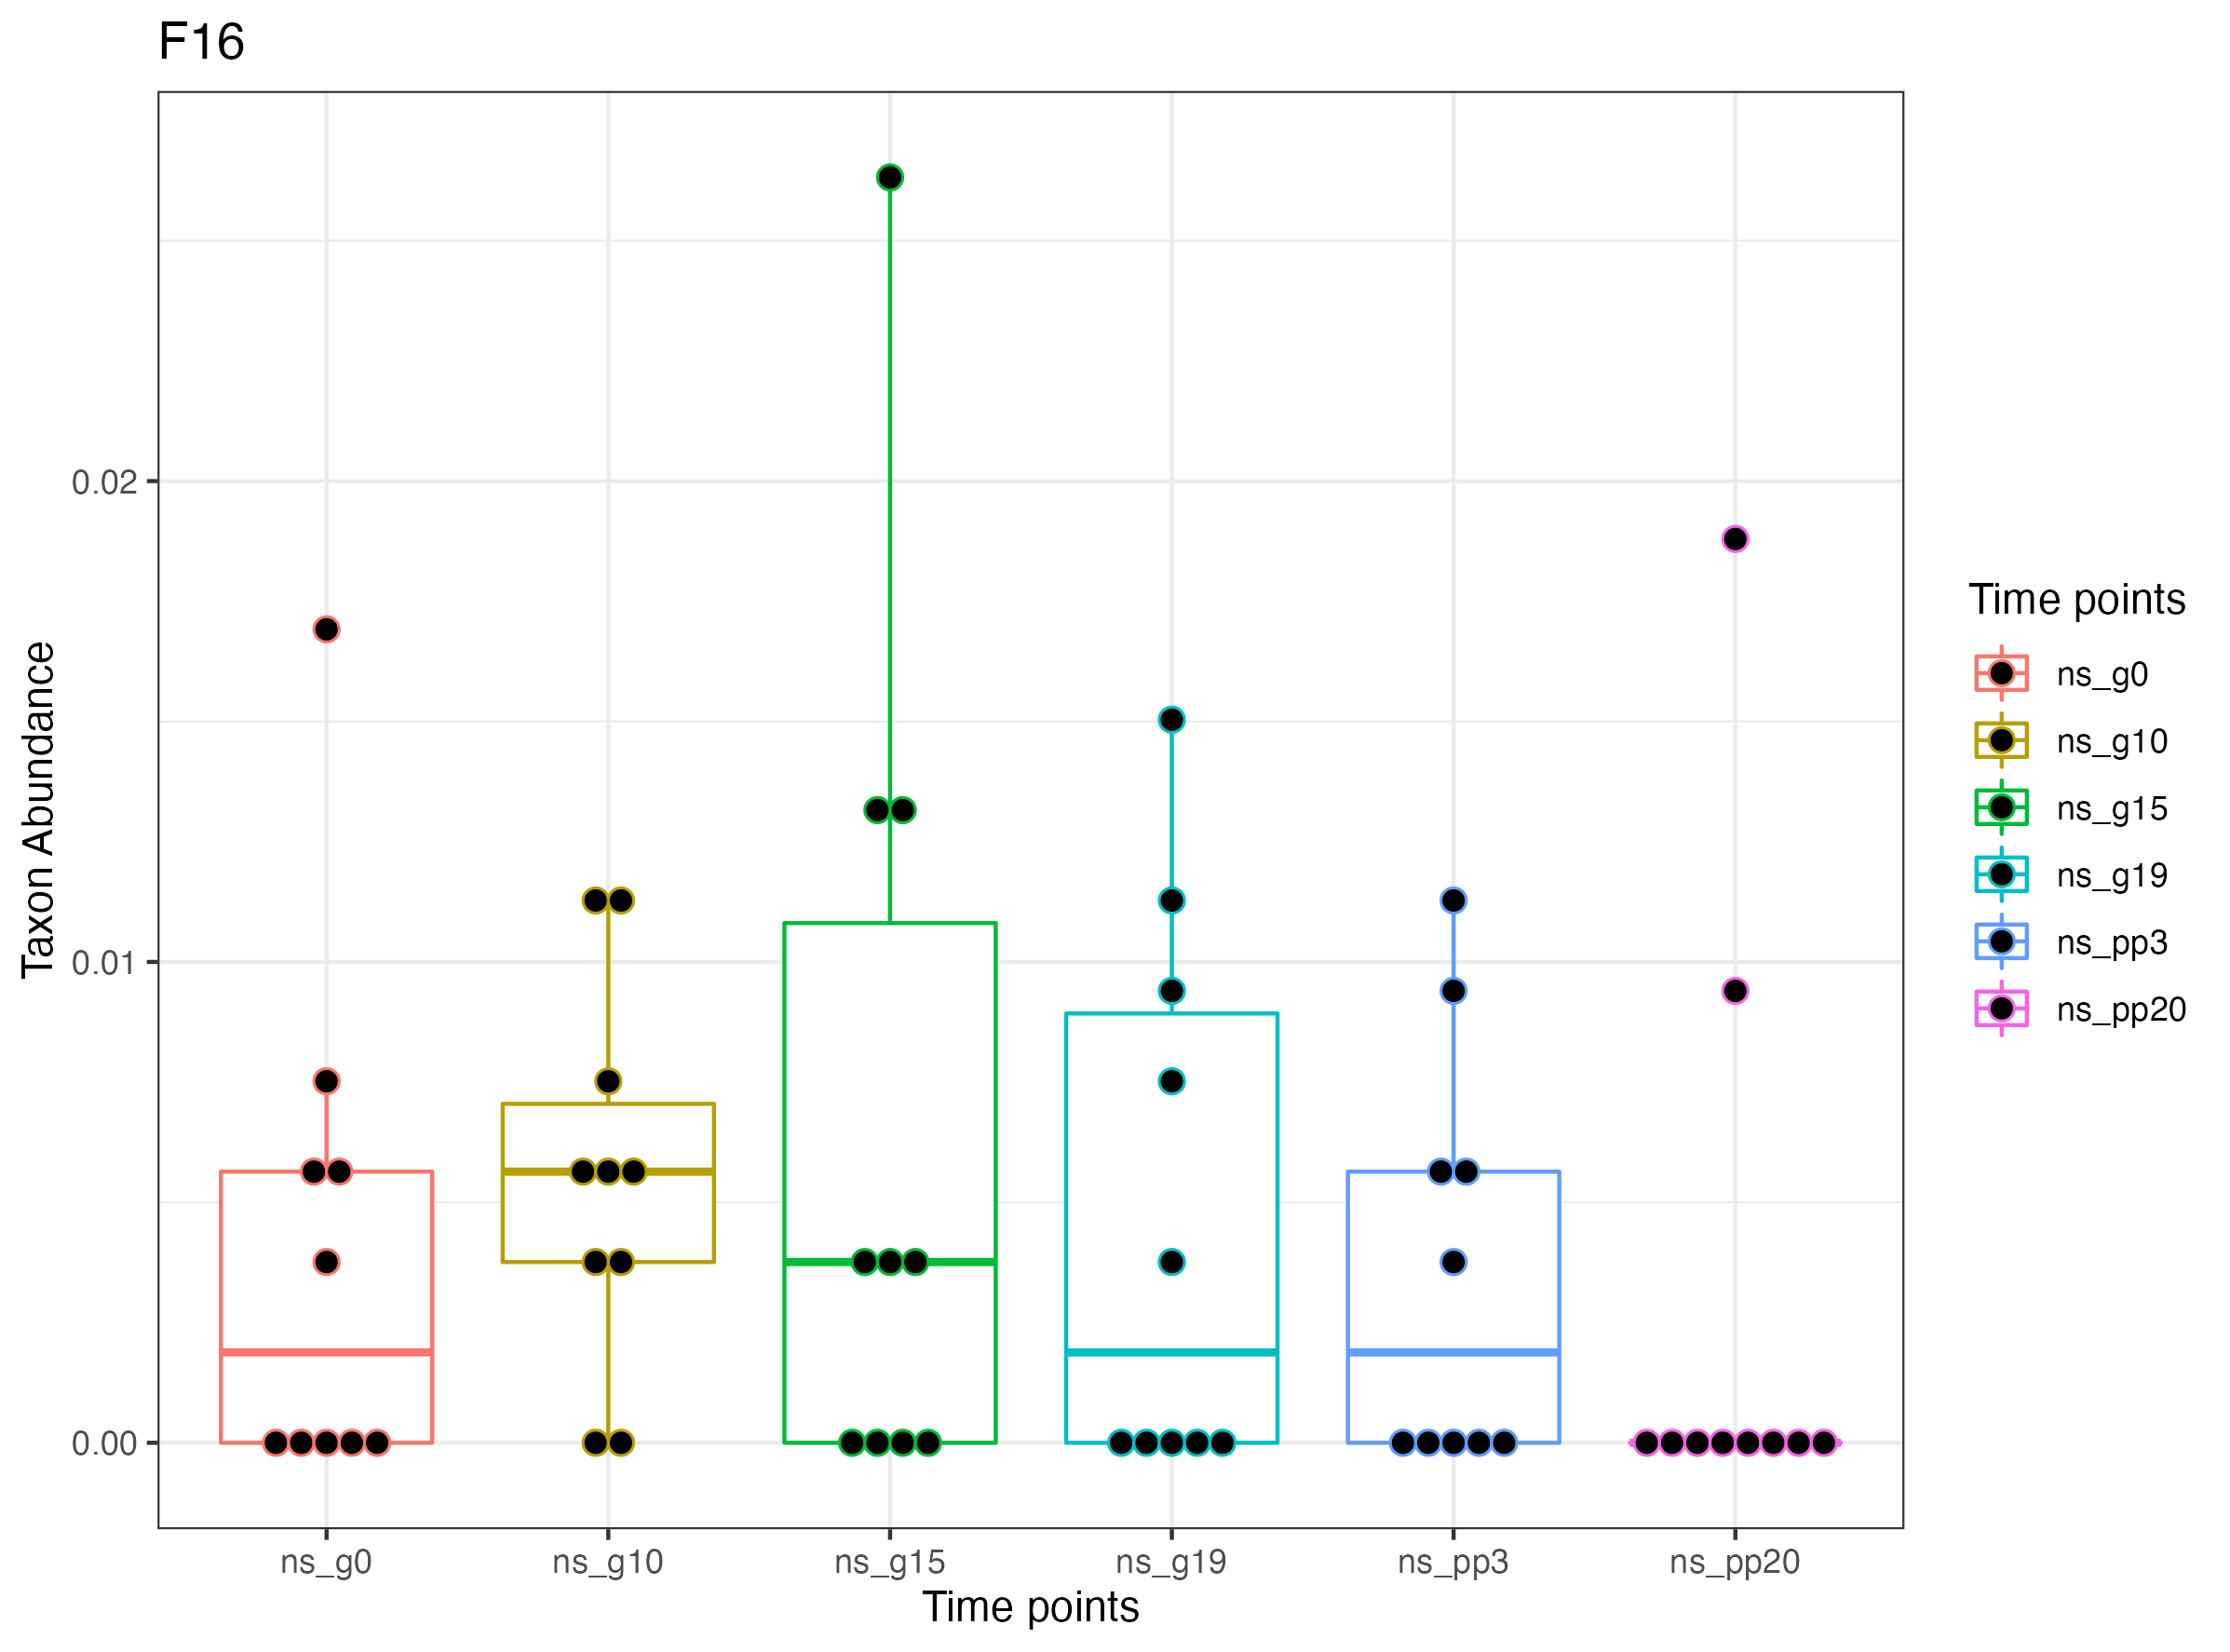 F16
Taxon Abundance
0.02
0.01
0.00
ns_g0 ns_g10 ns_g15 ns_g19 ns_pp3 ns_pp20
Time points
Time points
ns_g0
ns_g10
ns_g15
ns_g19
ns_pp3
ns_pp20